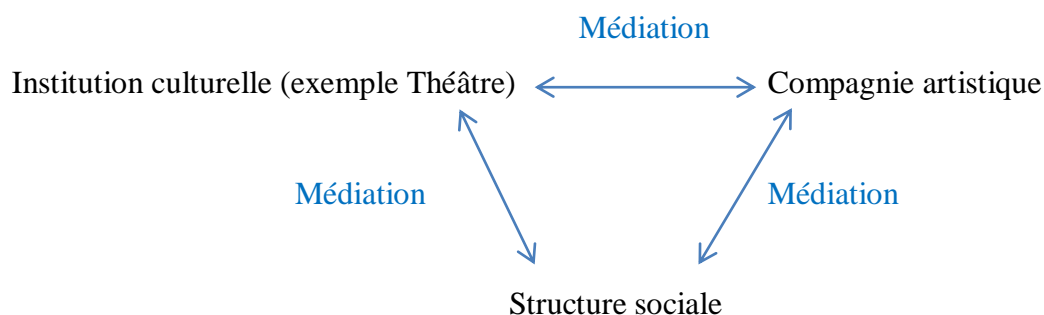 Médiation
Institution culturelle (exemple Théâtre)
Compagnie artistique
Médiation
Médiation
Structure sociale